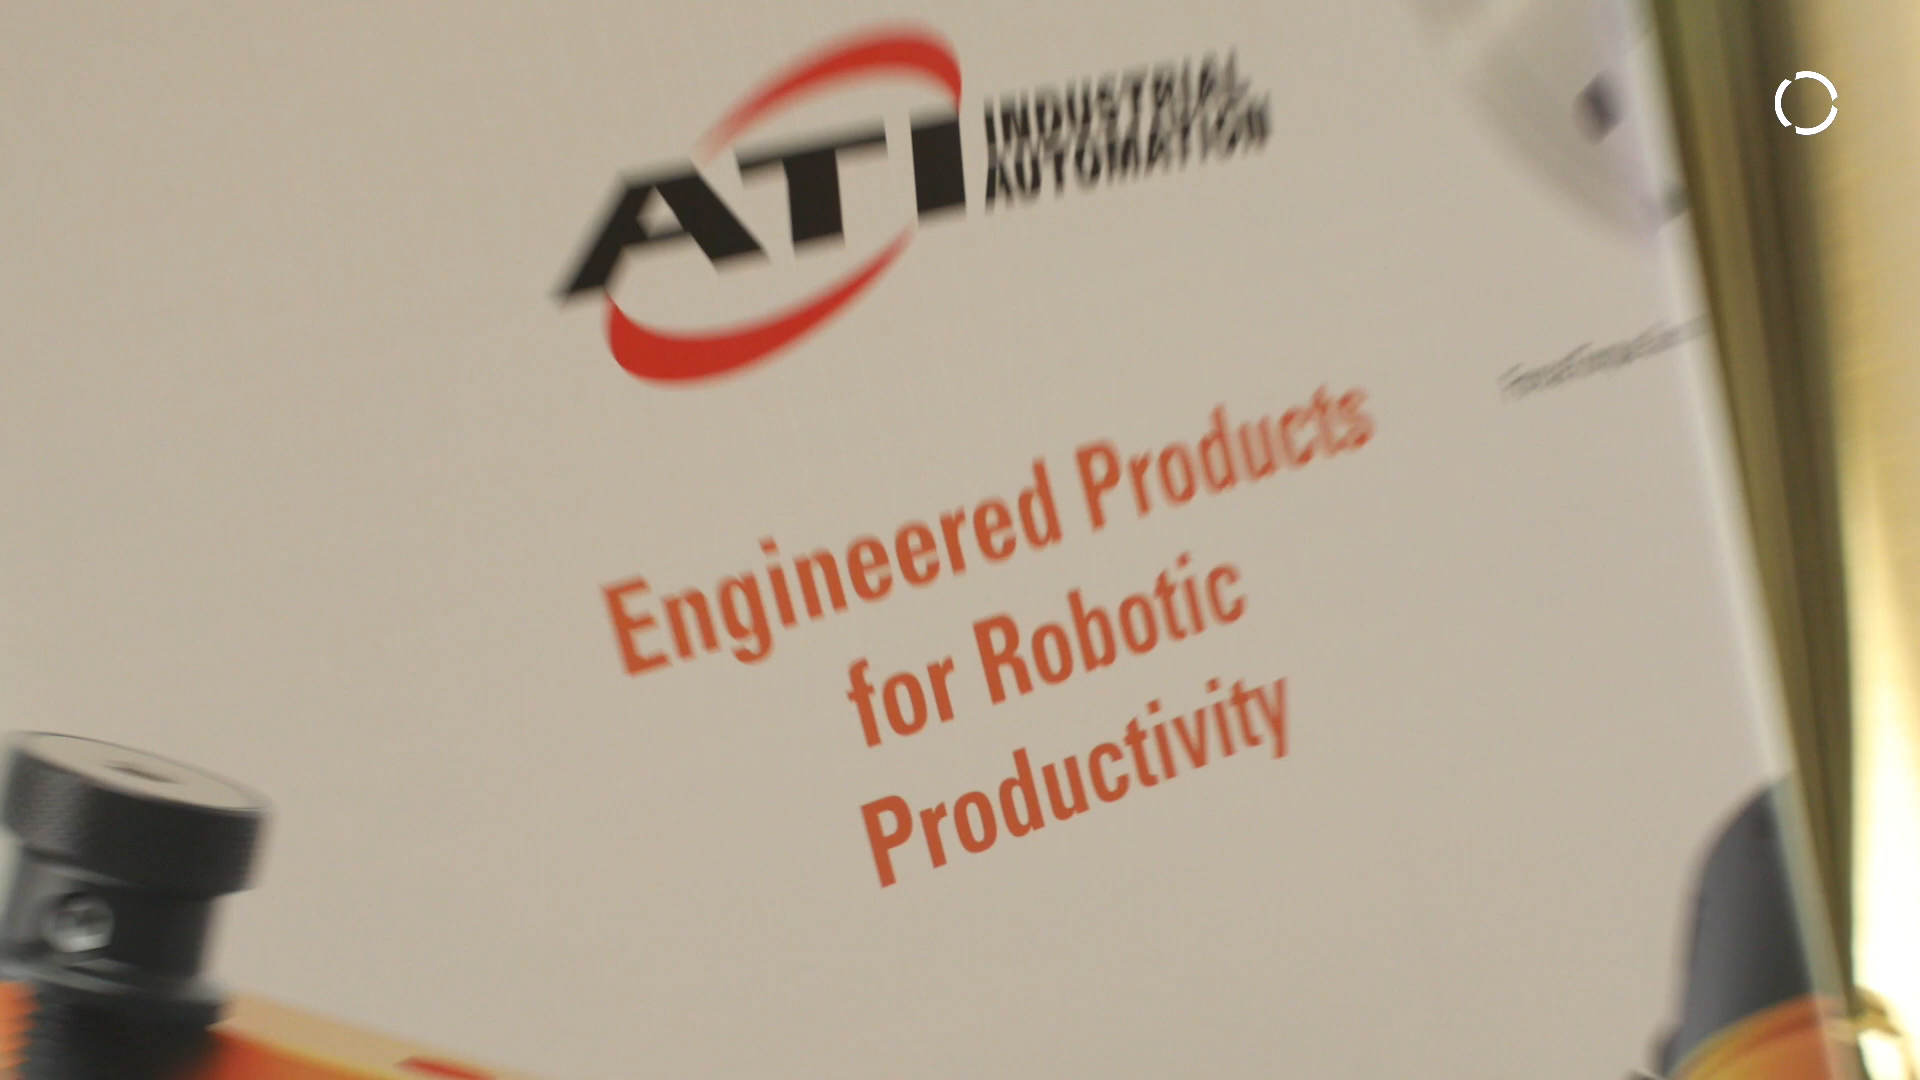 ATI INDUSTRIAL
AUTOMATION
Engineered Products
for Robotic
Productivity